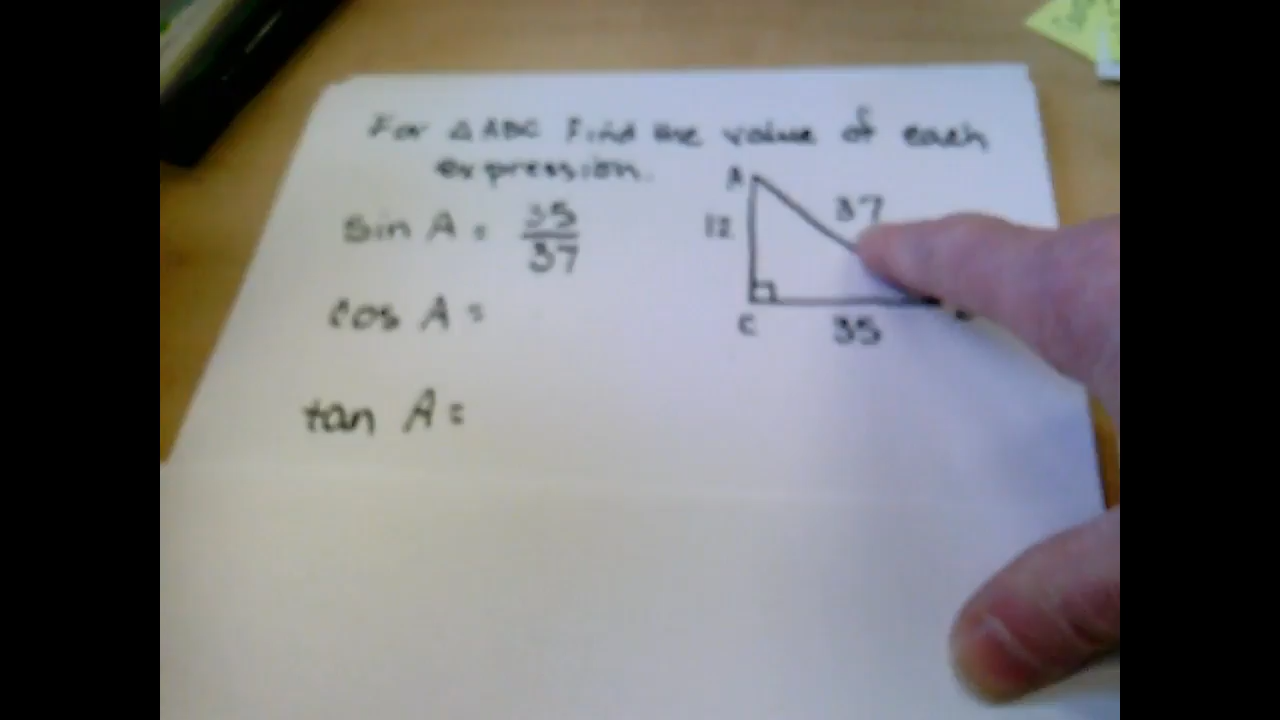 For △ABC Find the value of each
expression.
sin A = 35/37
cos A =
tan A =
A
37
12
C
35